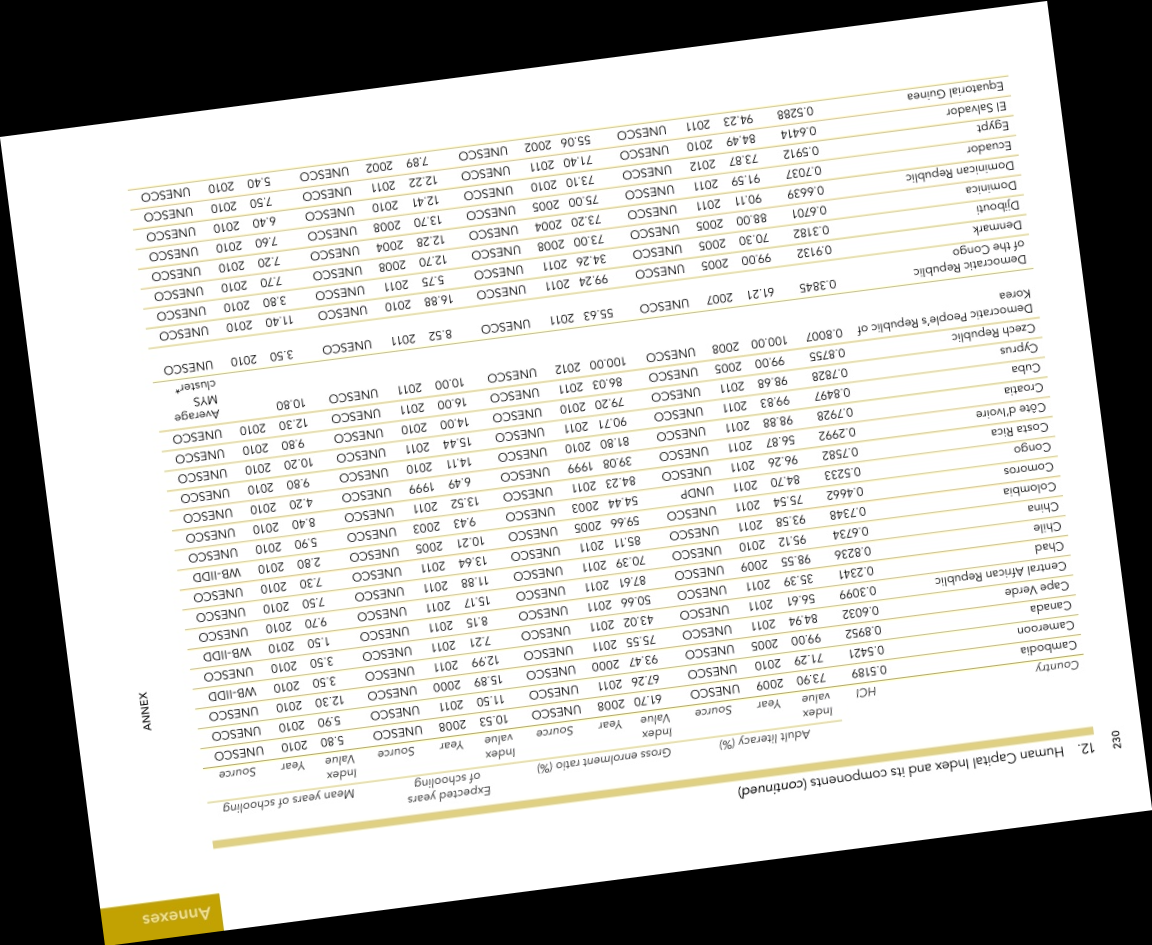 Annexes
12. Human Capital Index and its components (continued)
Adult literacy (%) Gross enrolment ratio (%) Expected years of schooling Mean years of schooling
Country HCI Index value Year Source Index Value Year Source Index value Year Source Index Value Year Source
Cambodia 0.5189 73.90 2009 UNESCO 61.70 2008 UNESCO 10.53 2008 UNESCO 5.80 2010 UNESCO
Cameroon 0.5421 71.29 2010 UNESCO 67.26 2011 UNESCO 11.50 2011 UNESCO 5.90 2010 UNESCO
Canada 0.8952 99.00 2005 UNESCO 93.47 2000 UNESCO 15.89 2000 UNESCO 12.30 2010 UNESCO
Cape Verde 0.6032 84.94 2011 UNESCO 75.55 2011 UNESCO 12.99 2011 UNESCO 3.50 2010 WB-IIDD
Central African Republic 0.3099 56.61 2011 UNESCO 43.02 2011 UNESCO 7.21 2011 UNESCO 3.50 2010 UNESCO
Chad 0.2341 35.39 2011 UNESCO 50.66 2011 UNESCO 8.15 2011 UNESCO 1.50 2010 WB-IIDD
Chile 0.8236 98.55 2009 UNESCO 87.61 2011 UNESCO 15.17 2011 UNESCO 9.70 2010 UNESCO
China 0.6734 95.12 2010 UNESCO 70.39 2011 UNESCO 11.88 2011 UNESCO 7.50 2010 UNESCO
Colombia 0.7348 93.58 2011 UNESCO 85.11 2011 UNESCO 13.64 2011 UNESCO 7.30 2010 UNESCO
Comoros 0.4662 75.54 2011 UNESCO 59.66 2005 UNESCO 10.21 2005 UNESCO 2.80 2010 WB-IIDD
Congo 0.5233 84.70 2011 UNDP 54.44 2003 UNESCO 9.43 2003 UNESCO 5.90 2010 UNESCO
Costa Rica 0.7582 96.26 2011 UNESCO 84.23 2011 UNESCO 13.52 2011 UNESCO 8.40 2010 UNESCO
Côte d'Ivoire 0.2992 56.87 2011 UNESCO 39.08 1999 UNESCO 6.49 1999 UNESCO 4.20 2010 UNESCO
Croatia 0.7928 98.88 2011 UNESCO 81.80 2010 UNESCO 14.11 2010 UNESCO 9.80 2010 UNESCO
Cuba 0.8497 99.83 2011 UNESCO 90.71 2011 UNESCO 15.44 2011 UNESCO 10.20 2010 UNESCO
Cyprus 0.7828 98.68 2011 UNESCO 79.20 2010 UNESCO 14.00 2010 UNESCO 9.80 2010 UNESCO
Czech Republic 0.8755 99.00 2005 UNESCO 86.03 2011 UNESCO 16.00 2011 UNESCO 12.30 2010 UNESCO
Democratic People's Republic of Korea 0.8007 100.00 2008 UNESCO 100.00 2012 UNESCO 10.00 2011 UNESCO 10.80 Average MYS cluster*
Democratic Republic of the Congo 0.3845 61.21 2007 UNESCO 55.63 2011 UNESCO 8.52 2011 UNESCO 3.50 2010 UNESCO
Denmark 0.9132 99.00 2005 UNESCO 99.24 2011 UNESCO 16.88 2010 UNESCO 11.40 2010 UNESCO
Djibouti 0.3182 70.30 2005 UNESCO 34.26 2011 UNESCO 5.75 2011 UNESCO 3.80 2010 UNESCO
Dominica 0.6701 88.00 2005 UNESCO 73.00 2008 UNESCO 12.70 2008 UNESCO 7.70 2010 UNESCO
Dominican Republic 0.6639 90.11 2011 UNESCO 73.20 2004 UNESCO 12.28 2004 UNESCO 7.20 2010 UNESCO
Ecuador 0.7037 91.59 2011 UNESCO 75.00 2005 UNESCO 13.70 2008 UNESCO 7.60 2010 UNESCO
Egypt 0.5912 73.87 2012 UNESCO 73.10 2010 UNESCO 12.41 2010 UNESCO 6.40 2010 UNESCO
El Salvador 0.6414 84.49 2010 UNESCO 71.40 2011 UNESCO 12.22 2011 UNESCO 7.50 2010 UNESCO
Equatorial Guinea 0.5288 94.23 2011 UNESCO 55.06 2002 UNESCO 7.89 2002 UNESCO 5.40 2010 UNESCO
230
ANNEX